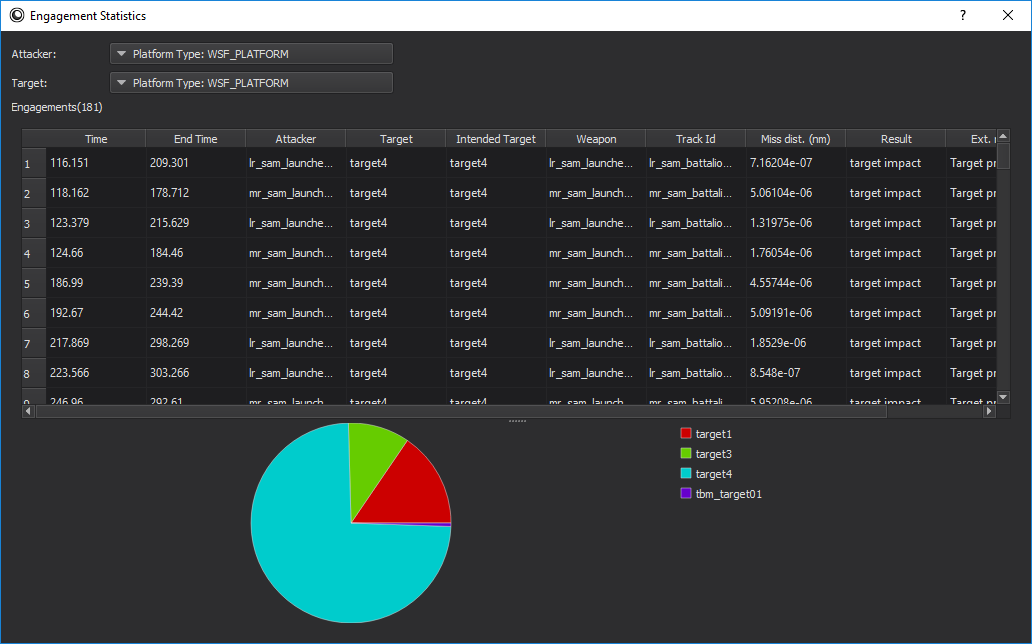 Engagement Statistics ?
Attacker: Platform Type: WSF_PLATFORM
Target: Platform Type: WSF_PLATFORM
Engagements(181)
Time End Time Attacker Target Intended Target Weapon Track Id Miss dist. (nm) Result Ext.
1 116.151 209.301 lr_sam_launche... target4 target4 lr_sam_launche... lr_sam_battalio... 7.16204e-07 target impact Target pr
2 118.162 178.712 mr_sam_launch... target4 target4 mr_sam_launch... mr_sam_battali... 5.06104e-06 target impact Target pr
3 123.379 215.629 lr_sam_launche... target4 target4 lr_sam_launche... lr_sam_battalio... 1.31975e-06 target impact Target pr
4 124.66 184.46 mr_sam_launch... target4 target4 mr_sam_launch... mr_sam_battali... 1.76054e-06 target impact Target pr
5 186.99 239.39 mr_sam_launch... target4 target4 mr_sam_launch... mr_sam_battali... 4.55744e-06 target impact Target pr
6 192.67 244.42 mr_sam_launch... target4 target4 mr_sam_launch... mr_sam_battali... 5.09191e-06 target impact Target pr
7 217.869 298.269 lr_sam_launche... target4 target4 lr_sam_launche... lr_sam_battalio... 1.8529e-06 target impact Target pr
8 223.566 303.266 lr_sam_launche... target4 target4 lr_sam_launche... lr_sam_battalio... 8.548e-07 target impact Target pr
9 246.96 292.61 mr_sam_launch... target4 target4 mr_sam_launch... mr_sam_battali... 5.95208e-06 target impact Target pr
target1
target3
target4
tbm_target01